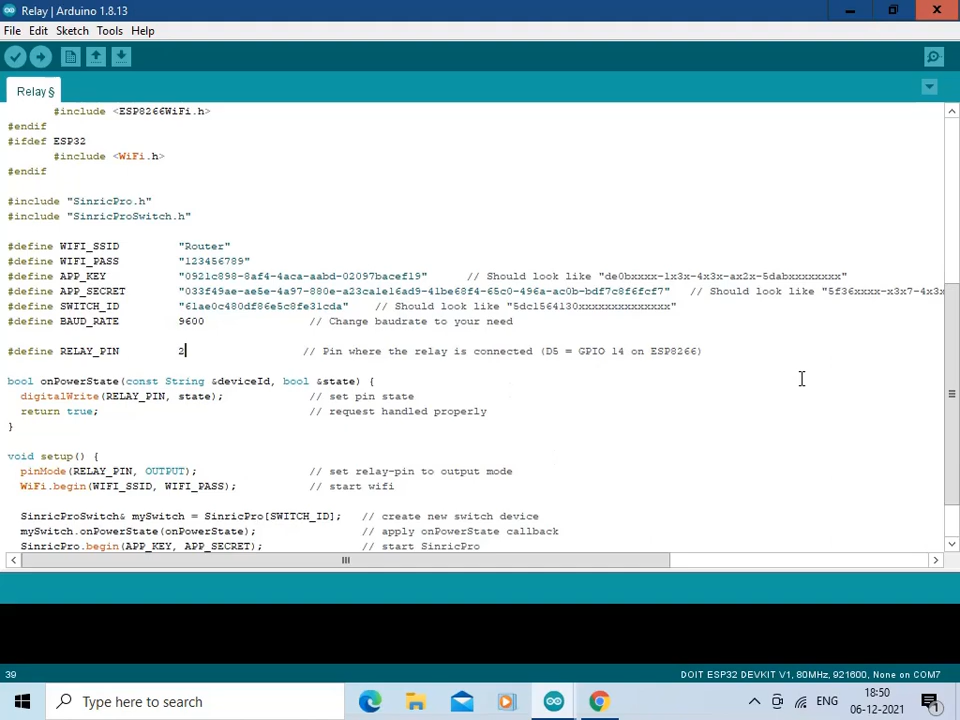 Relay | Arduino 1.8.13
File Edit Sketch Tools Help
Relay §
#include <ESP8266WiFi.h>
#endif
#ifdef ESP32
#include <WiFi.h>
#endif
#include "SinricPro.h"
#include "SinricProSwitch.h"
#define WIFI_SSID "Router"
#define WIFI_PASS "123456789"
#define APP_KEY "0921c898-8af4-4aca-aabd-02097bacef19" // Should look like "de0bxxxx-1x3x-4x3x-ax2x-5dabxxxxxxxx"
#define APP_SECRET "033f49ae-ae5e-4a97-880e-a23ca1e16ad9-41be68f4-65c0-496a-ac0b-bdf7c8f6fcf7" // Should look like "5f36xxxx-x3x7-4x3x
#define SWITCH_ID "61ae0c480df86e5c8fe31cda" // Should look like "5dc1564130xxxxxxxxxxxxxx"
#define BAUD_RATE 9600 // Change baudrate to your need
#define RELAY_PIN 2 // Pin where the relay is connected (D5 = GPIO 14 on ESP8266)
bool onPowerState(const String &deviceId, bool &state) {
digitalWrite(RELAY_PIN, state); // set pin state
return true; // request handled properly
}
void setup() {
pinMode(RELAY_PIN, OUTPUT); // set relay-pin to output mode
WiFi.begin(WIFI_SSID, WIFI_PASS); // start wifi
SinricProSwitch& mySwitch = SinricPro[SWITCH_ID]; // create new switch device
mySwitch.onPowerState(onPowerState); // apply onPowerState callback
SinricPro.begin(APP_KEY, APP_SECRET); // start SinricPro
39
DOIT ESP32 DEVKIT V1, 80MHz, 921600, None on COM7
Type here to search
ENG
18:50
06-12-2021
1